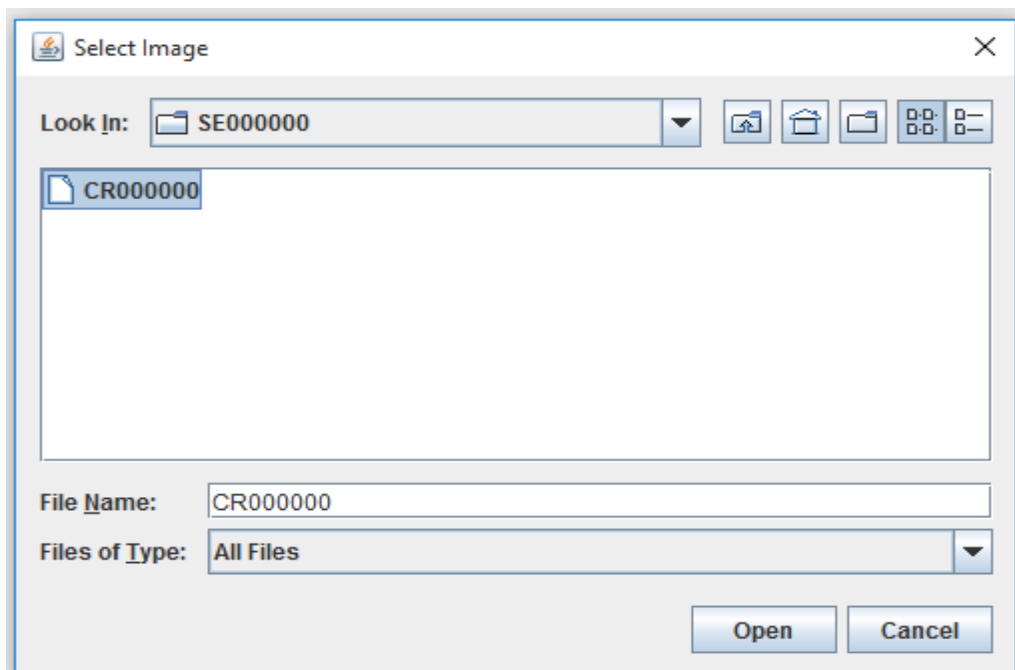 Select Image
Look In: SE000000
CR000000
File Name: CR000000
Files of Type: All Files
Open Cancel